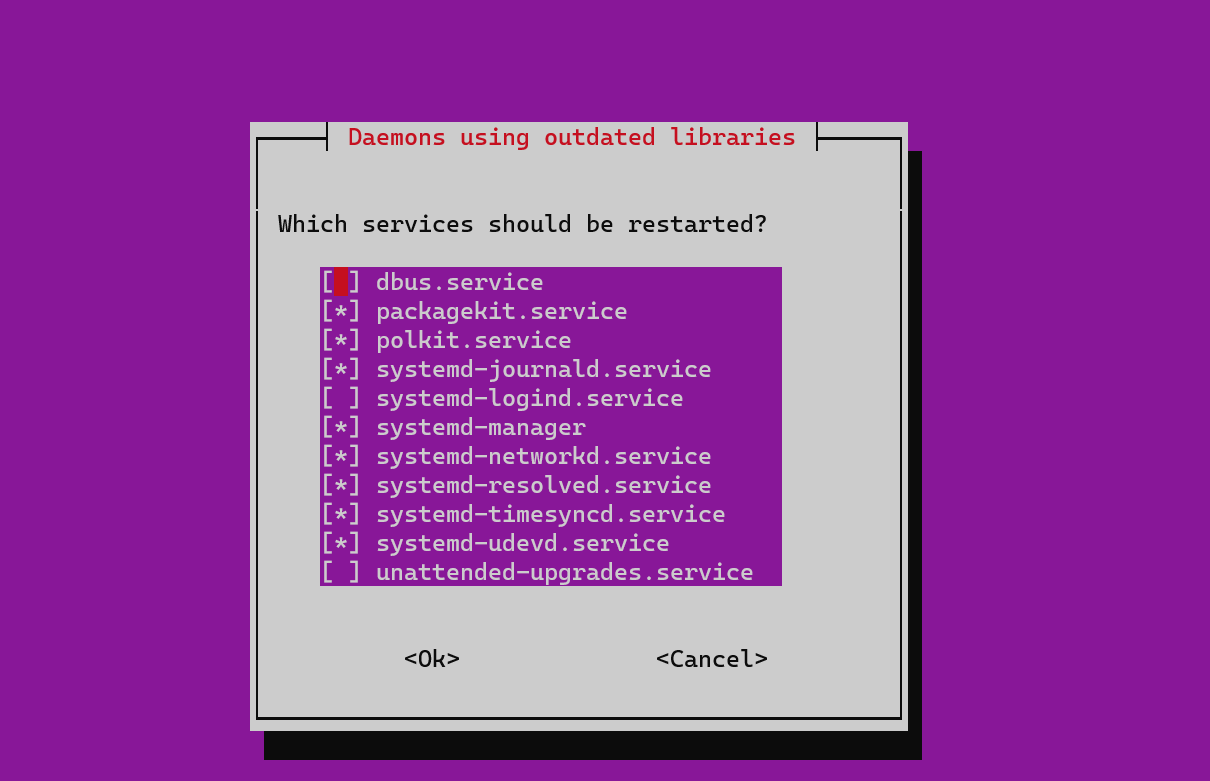 Daemons using outdated libraries
Which services should be restarted?
[ ] dbus.service
[*] packagekit.service
[*] polkit.service
[*] systemd-journald.service
[ ] systemd-logind.service
[*] systemd-manager
[*] systemd-networkd.service
[*] systemd-resolved.service
[*] systemd-timesyncd.service
[*] systemd-udevd.service
[ ] unattended-upgrades.service
<Ok> <Cancel>